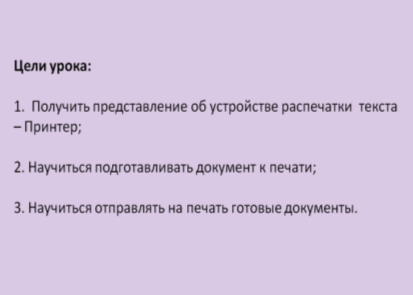 Цели урока:
1. Получить представление об устройстве распечатки текста
– Принтер;
2. Научиться подготавливать документ к печати;
3. Научиться отправлять на печать готовые документы.